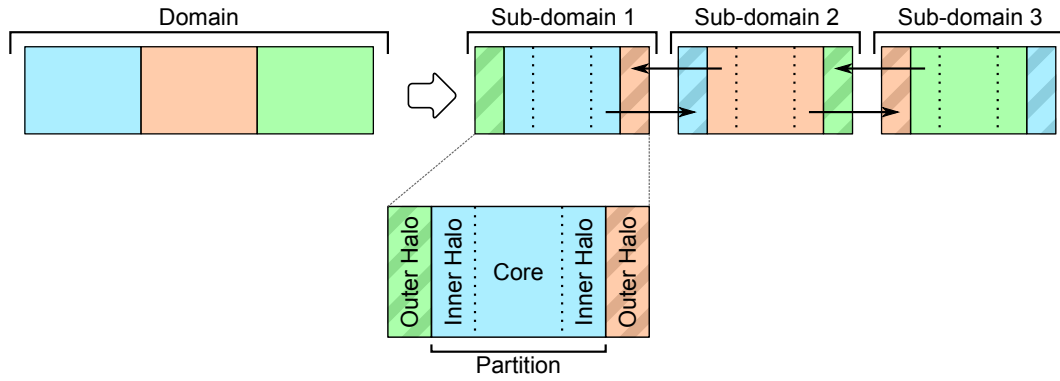 Domain
Sub-domain 1
Sub-domain 2
Sub-domain 3
Outer Halo
Inner Halo
Core
Inner Halo
Outer Halo
Partition